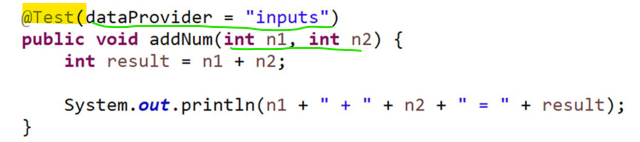 @Test(dataProvider = "inputs")
public void addNum(int n1, int n2) {
    int result = n1 + n2;

    System.out.println(n1 + " + " + n2 + " = " + result);
}